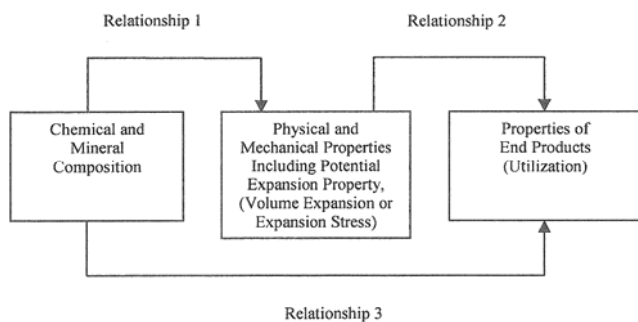 Relationship 1
Relationship 2
Chemical and
Mineral
Composition
Physical and
Mechanical Properties
Including Potential
Expansion Property,
(Volume Expansion or
Expansion Stress)
Properties of
End Products
(Utilization)
Relationship 3